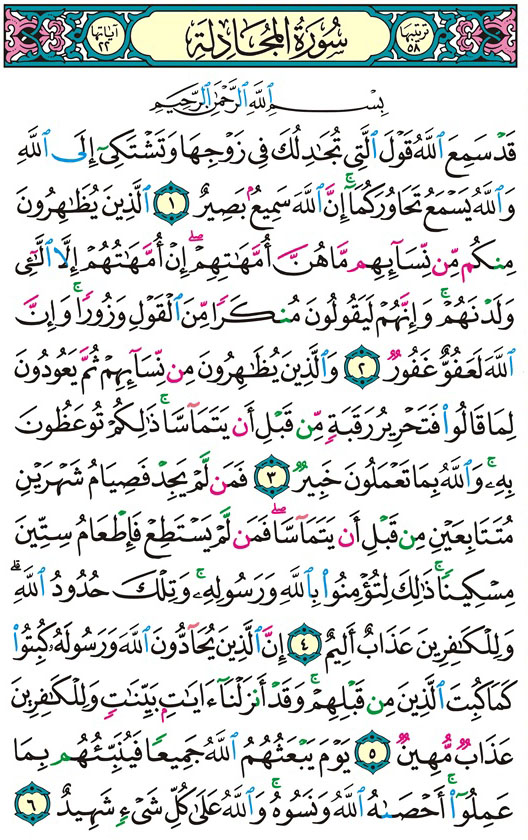 ترتيبها ٥٨ سُورَةُ المُجَادِلَةِ آياتها ٢٢
بِسْمِ ٱللَّهِ ٱلرَّحْمَٰنِ ٱلرَّحِيمِ
قَدْ سَمِعَ ٱللَّهُ قَوْلَ ٱلَّتِى تُجَٰدِلُكَ فِى زَوْجِهَا وَتَشْتَكِىٓ إِلَى ٱللَّهِ
وَٱللَّهُ يَسْمَعُ تَحَاوُرَكُمَآ ۚ إِنَّ ٱللَّهَ سَمِيعٌۢ بَصِيرٌ ١ ٱلَّذِينَ يُظَٰهِرُونَ
مِنكُم مِّن نِّسَآئِهِم مَّا هُنَّ أُمَّهَٰتِهِمْ ۖ إِنْ أُمَّهَٰتُهُمْ إِلَّا ٱلَّٰٓـِٔى
وَلَدْنَهُمْ ۚ وَإِنَّهُمْ لَيَقُولُونَ مُنكَرًا مِّنَ ٱلْقَوْلِ وَزُورًا ۚ وَإِنَّ
ٱللَّهَ لَعَفُوٌّ غَفُورٌ ٢ وَٱلَّذِينَ يُظَٰهِرُونَ مِن نِّسَآئِهِمْ ثُمَّ يَعُودُونَ
لِمَا قَالُوا۟ فَتَحْرِيرُ رَقَبَةٍ مِّن قَبْلِ أَن يَتَمَآسَّا ۚ ذَٰلِكُمْ تُوعَظُونَ
بِهِۦ ۚ وَٱللَّهُ بِمَا تَعْمَلُونَ خَبِيرٌ ٣ فَمَن لَّمْ يَجِدْ فَصِيَامُ شَهْرَيْنِ
مُتَتَابِعَيْنِ مِن قَبْلِ أَن يَتَمَآسَّا ۖ فَمَن لَّمْ يَسْتَطِعْ فَإِطْعَامُ سِتِّينَ
مِسْكِينًا ۚ ذَٰلِكَ لِتُؤْمِنُوا۟ بِٱللَّهِ وَرَسُولِهِۦ ۚ وَتِلْكَ حُدُودُ ٱللَّهِ ۗ
وَلِلْكَٰفِرِينَ عَذَابٌ أَلِيمٌ ٤ إِنَّ ٱلَّذِينَ يُحَآدُّونَ ٱللَّهَ وَرَسُولَهُۥ كُبِتُوا۟
كَمَا كُبِتَ ٱلَّذِينَ مِن قَبْلِهِمْ ۚ وَقَدْ أَنزَلْنَآ ءَايَٰتٍۭ بَيِّنَٰتٍ ۚ وَلِلْكَٰفِرِينَ
عَذَابٌ مُّهِينٌ ٥ يَوْمَ يَبْعَثُهُمُ ٱللَّهُ جَمِيعًا فَيُنَبِّئُهُم بِمَا
عَمِلُوٓا۟ ۚ أَحْصَىٰهُ ٱللَّهُ وَنَسُوهُ ۚ وَٱللَّهُ عَلَىٰ كُلِّ شَىْءٍ شَهِيدٌ ٦